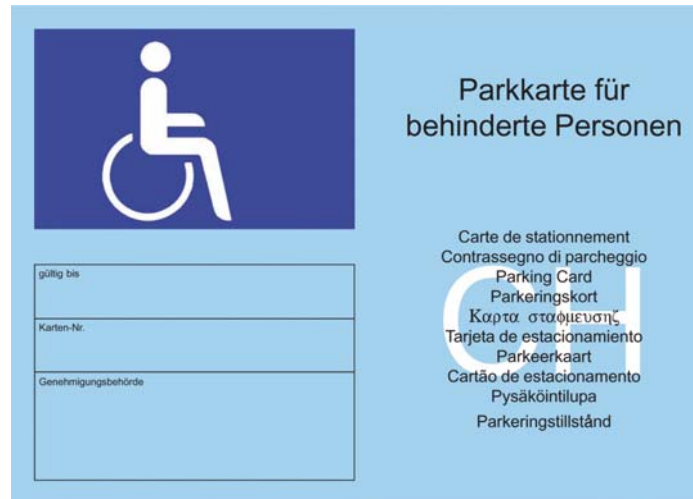 Parkkarte für
behinderte Personen
gültig bis
Karten-Nr.
Genehmigungsbehörde
CH
Carte de stationnement
Contrassegno di parcheggio
Parking Card
Parkeringskort
Καρτα σταφμευσηζ
Tarjeta de estacionamiento
Parkeerkaart
Cartão de estacionamento
Pysäköintilupa
Parkeringstillstånd